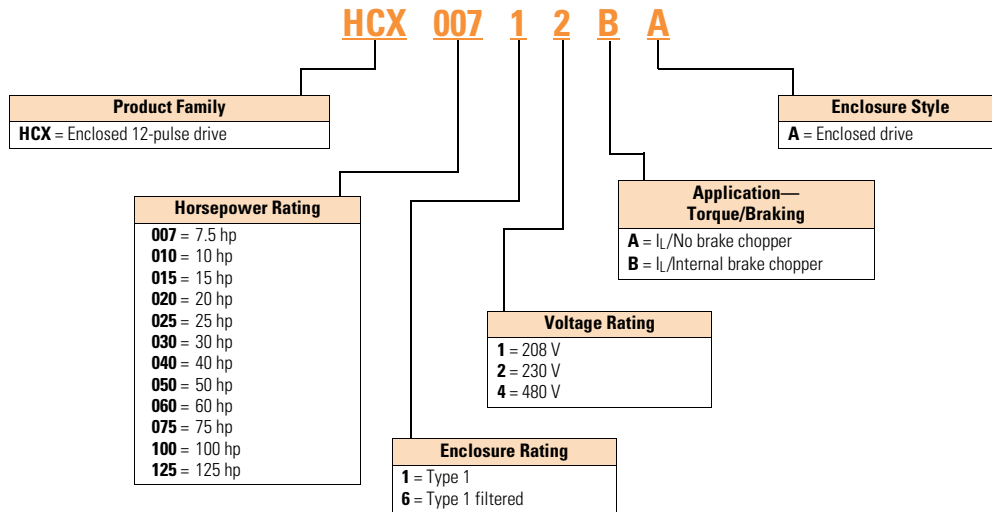 HCX 007 1 2 B A
Product Family
HCX = Enclosed 12-pulse drive
Enclosure Style
A = Enclosed drive
Application—
Torque/Braking
A = IL/No brake chopper
B = IL/Internal brake chopper
Horsepower Rating
007 = 7.5 hp
010 = 10 hp
015 = 15 hp
020 = 20 hp
025 = 25 hp
030 = 30 hp
040 = 40 hp
050 = 50 hp
060 = 60 hp
075 = 75 hp
100 = 100 hp
125 = 125 hp
Voltage Rating
1 = 208 V
2 = 230 V
4 = 480 V
Enclosure Rating
1 = Type 1
6 = Type 1 filtered